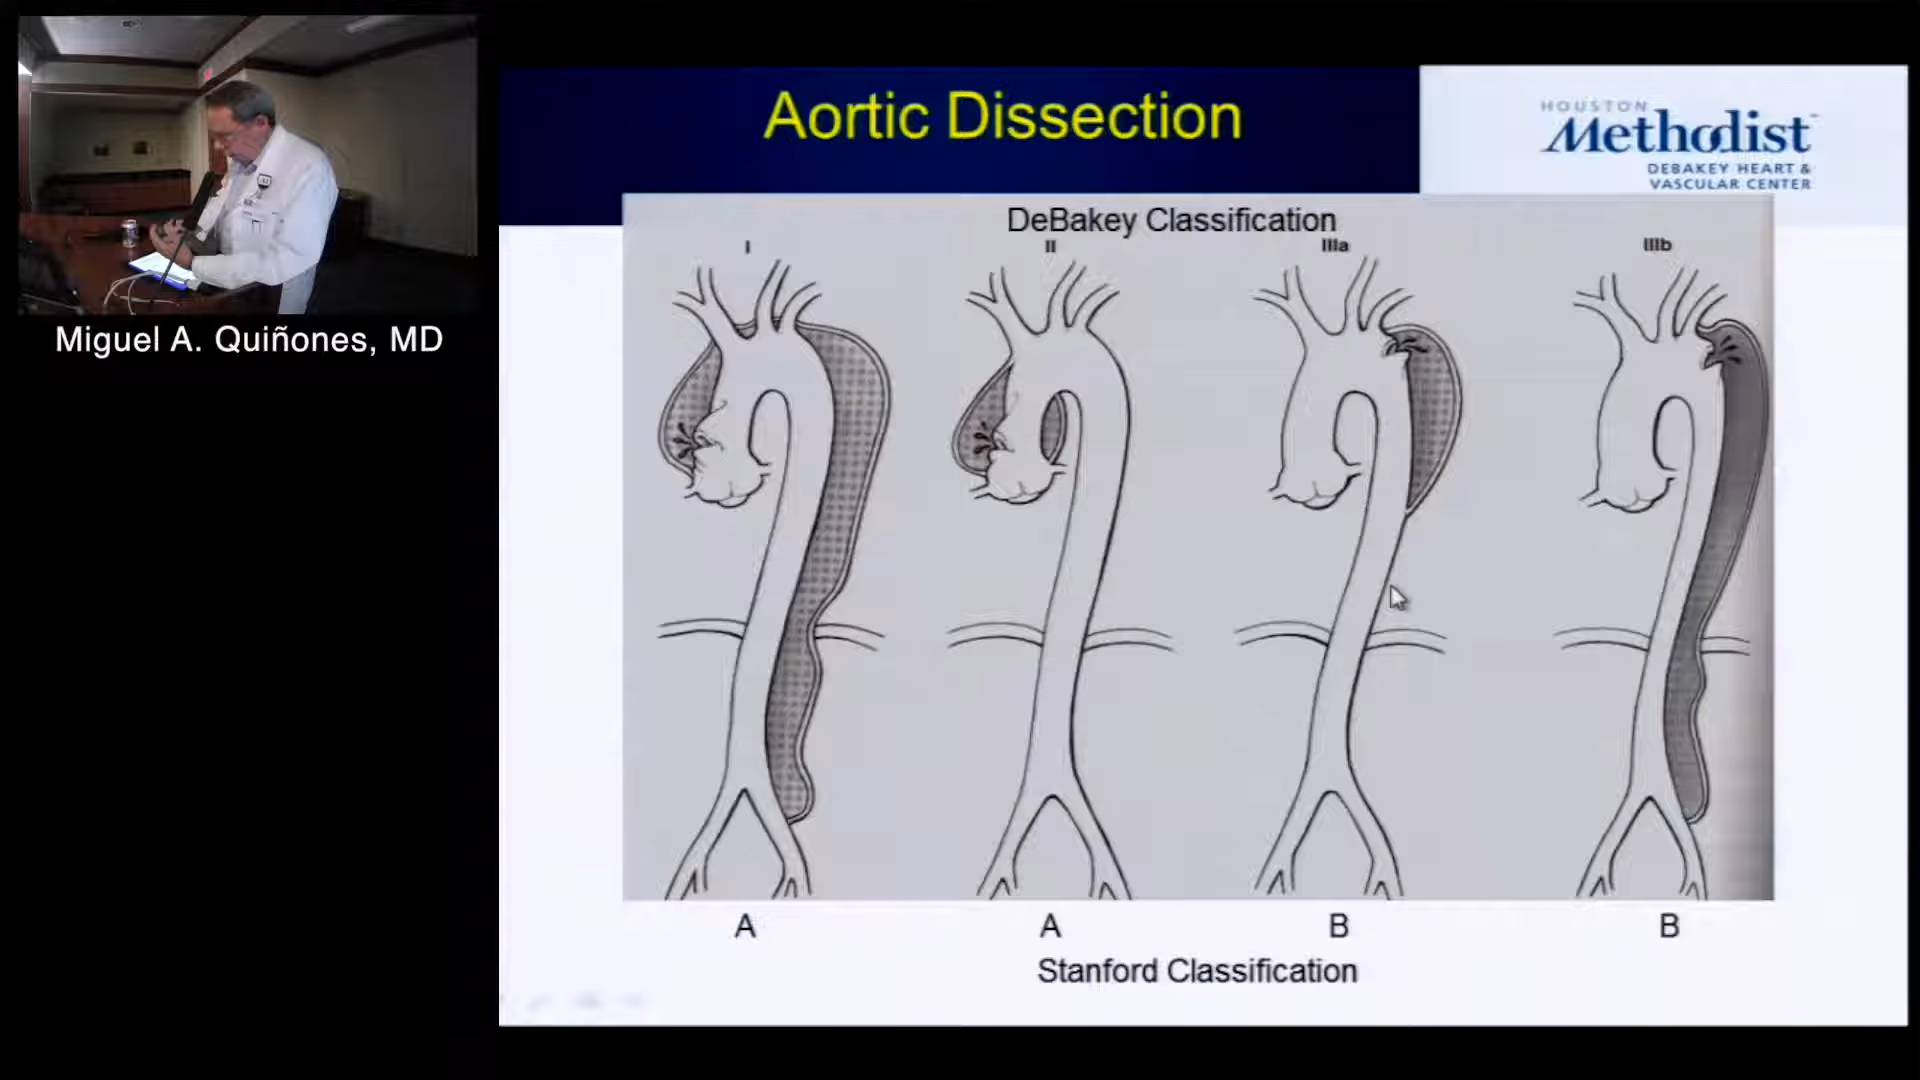 Miguel A. Quiñones, MD
Aortic Dissection
HOUSTON
Methodist
DEBAKEY HEART &
VASCULAR CENTER
DeBakey Classification
I II IIIa IIIb
A A B B
Stanford Classification